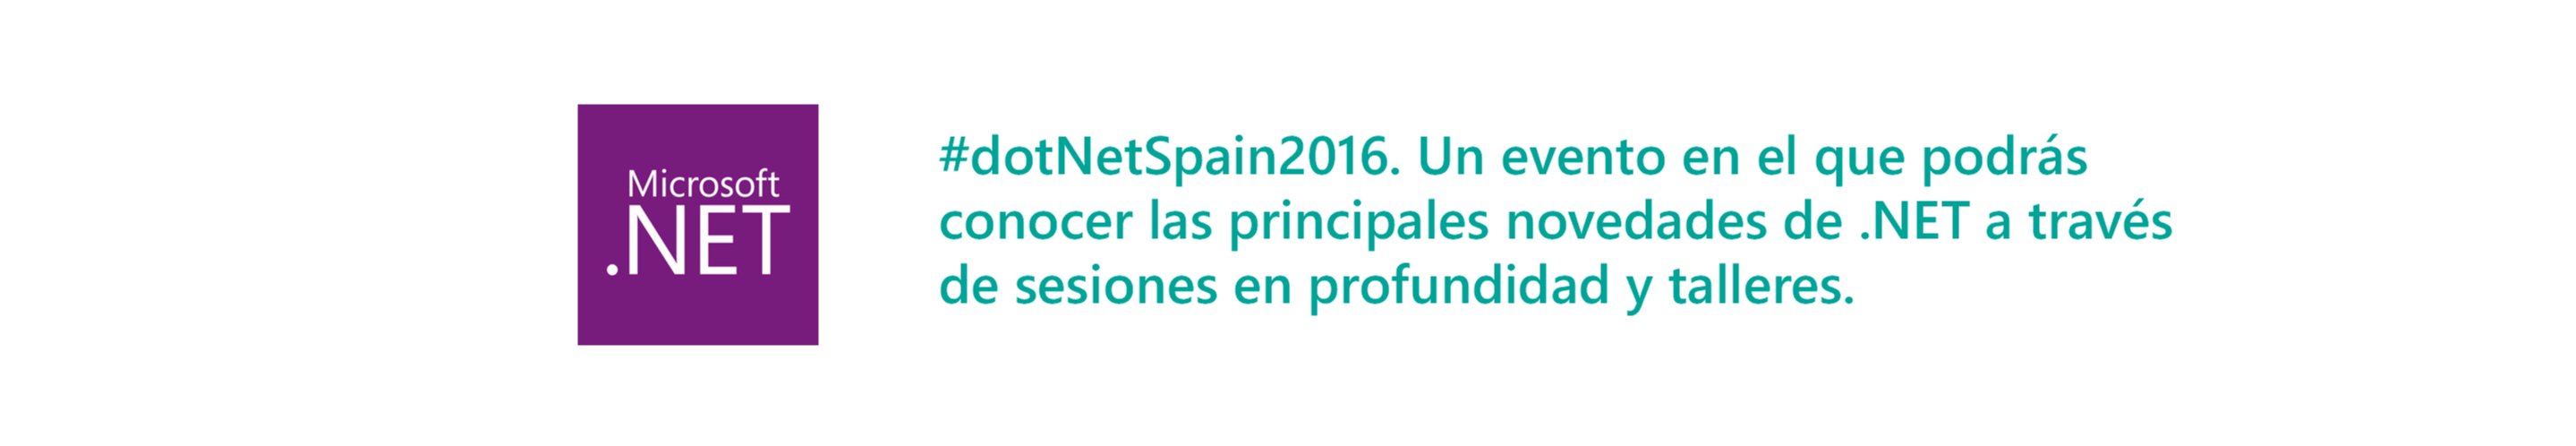 Microsoft
.NET
#dotNetSpain2016. Un evento en el que podrás
conocer las principales novedades de .NET a través
de sesiones en profundidad y talleres.